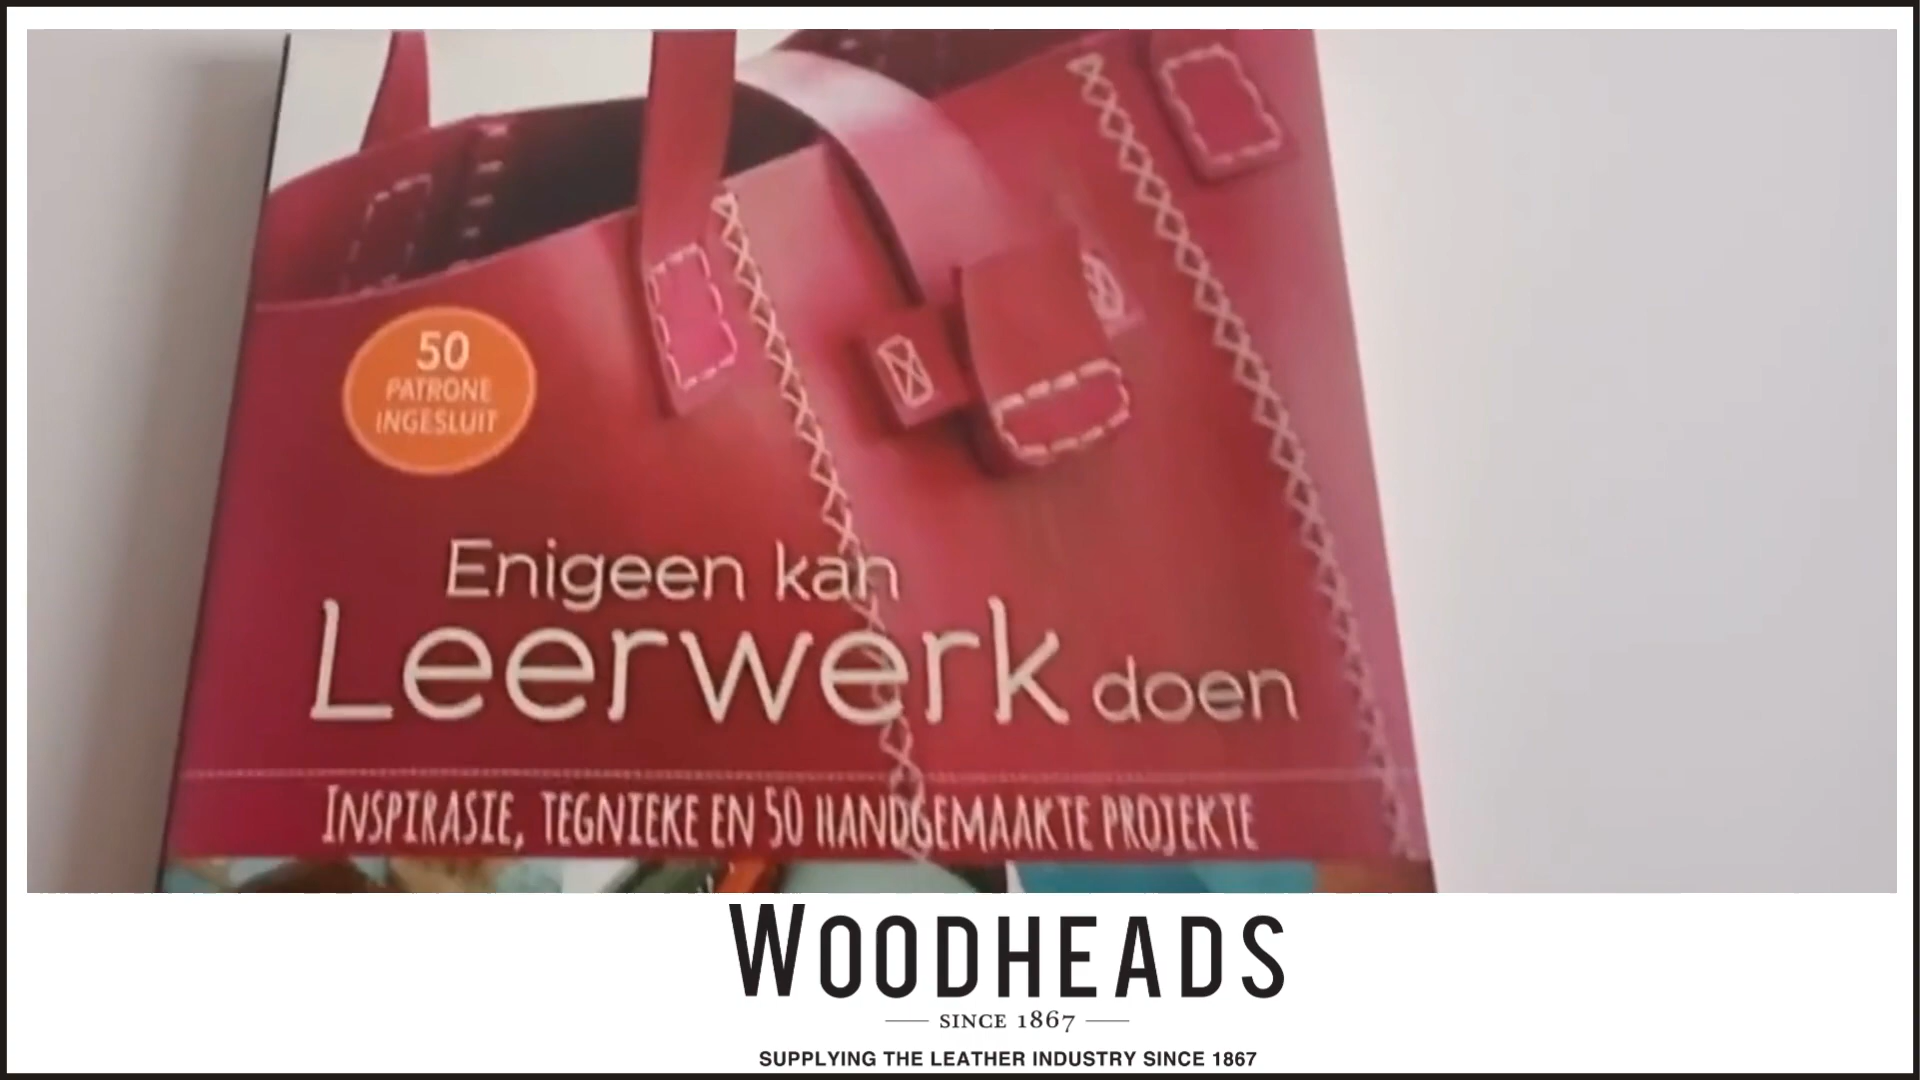 50
PATRONE
INGESLUIT
Enigeen kan
Leerwerk doen
INSPIRASIE, TEGNIEKE EN 50 HANDGEMAAKTE PROJEKTE
WOODHEADS
SINCE 1867
SUPPLYING THE LEATHER INDUSTRY SINCE 1867